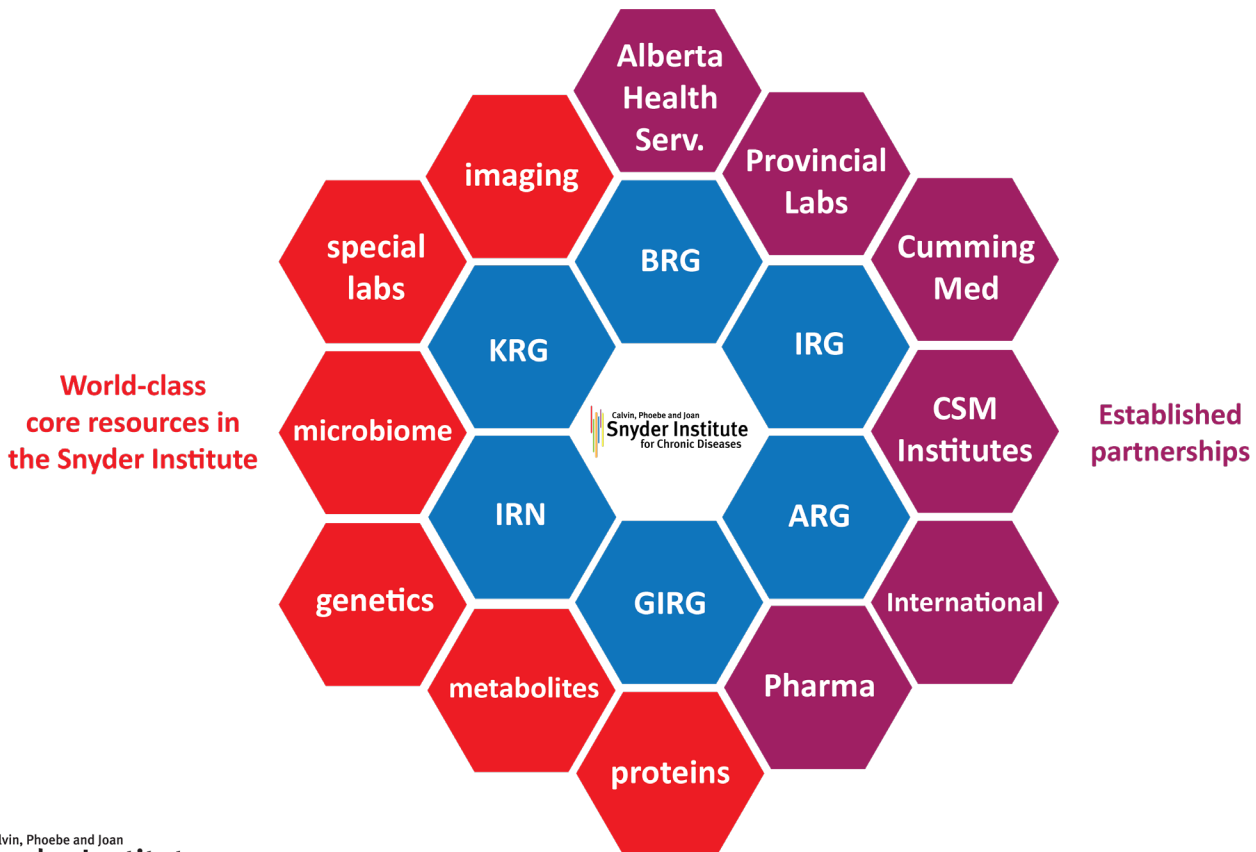 Alberta
Health
Serv.
imaging
Provincial
Labs
special
labs
BRG
Cumming
Med
KRG
IRG
World-class
core resources in
the Snyder Institute
microbiome
Calvin, Phoebe and Joan
Snyder Institute
for Chronic Diseases
CSM
Institutes
Established
partnerships
IRN
ARG
genetics
GIRG
International
metabolites
Pharma
proteins
Phoebe and Joan